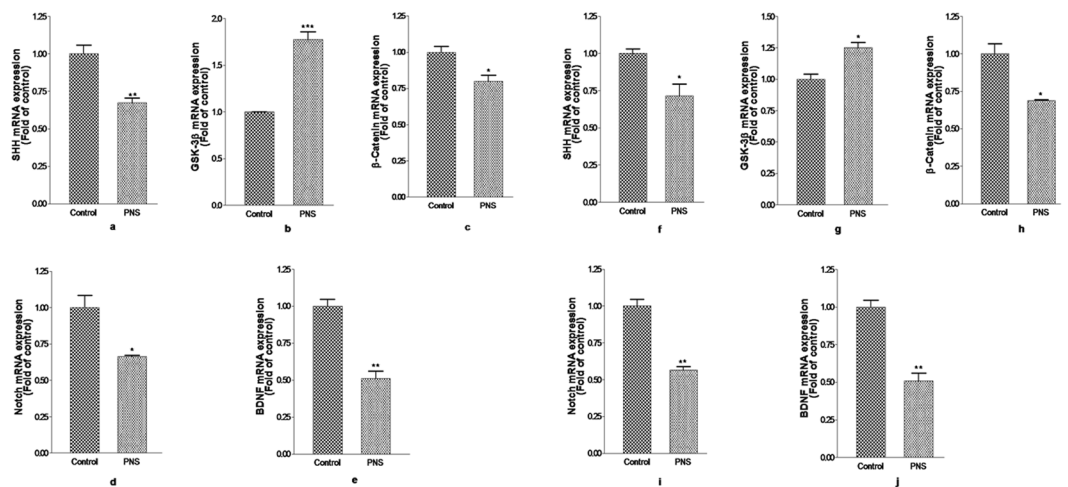 SHH mRNA expression
(Fold of control)
1.25
1.00
0.75
0.50
0.25
0.00
**
Control PNS
a
GSK-3β mRNA expression
(Fold of control)
2.0
1.5
1.0
0.5
0.0
***
Control PNS
b
β-Catenin mRNA expression
(Fold of control)
1.25
1.00
0.75
0.50
0.25
0.00
*
Control PNS
c
SHH mRNA expression
(Fold of control)
1.25
1.00
0.75
0.50
0.25
0.00
*
Control PNS
f
GSK-3β mRNA expression
(Fold of control)
1.50
1.25
1.00
0.75
0.50
0.25
0.00
*
Control PNS
g
β-Catenin mRNA expression
(Fold of control)
1.25
1.00
0.75
0.50
0.25
0.00
*
Control PNS
h
Notch mRNA expression
(Fold of control)
1.25
1.00
0.75
0.50
0.25
0.00
*
Control PNS
d
BDNF mRNA expression
(Fold of control)
1.25
1.00
0.75
0.50
0.25
0.00
**
Control PNS
e
Notch mRNA expression
(Fold of control)
1.25
1.00
0.75
0.50
0.25
0.00
**
Control PNS
i
BDNF mRNA expression
(Fold of control)
1.25
1.00
0.75
0.50
0.25
0.00
**
Control PNS
j